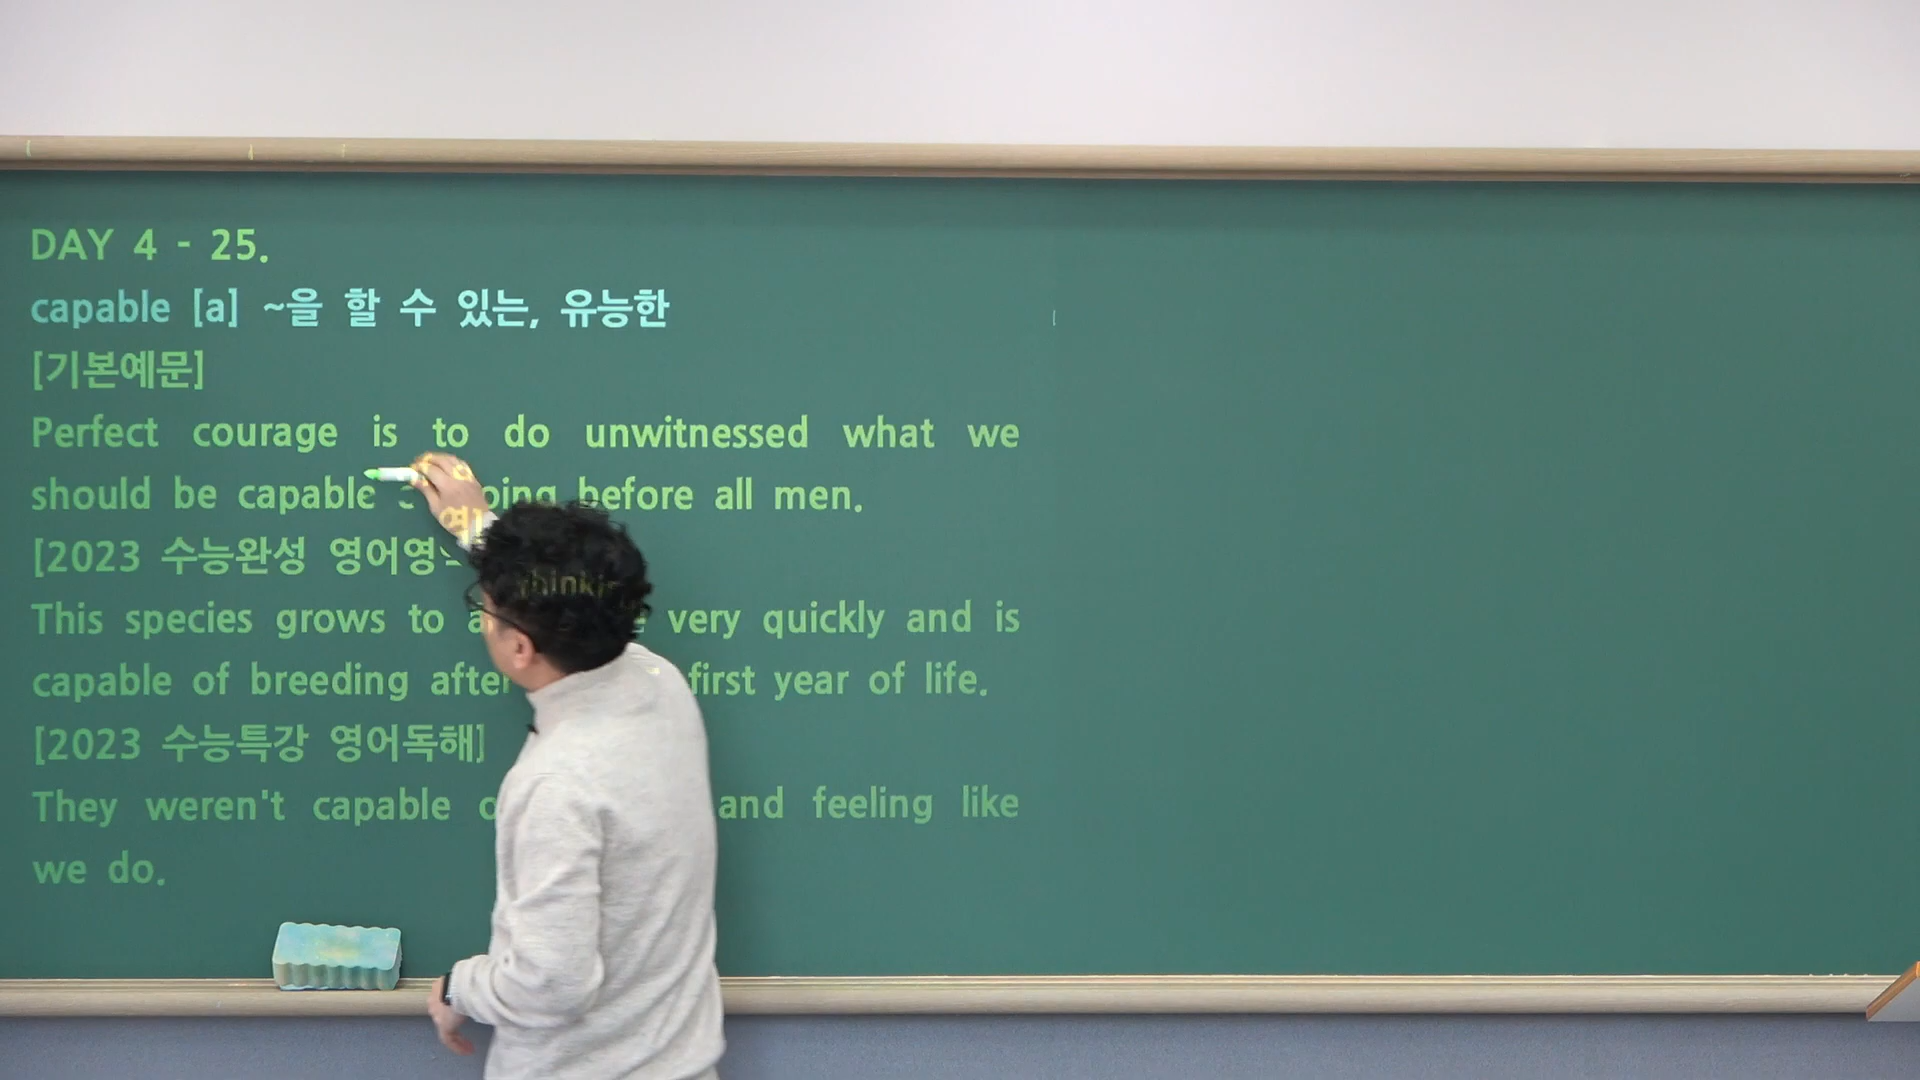 DAY 4 - 25.
capable [a] ~을 할 수 있는, 유능한
[기본예문]
Perfect courage is to do unwitnessed what we
should be capable before all men.
[2023 수능완성
This species grows to very quickly and is
capable of breeding after first year of life.
[2023 수능특강 영어독해]
They weren't capable and feeling like
we do.